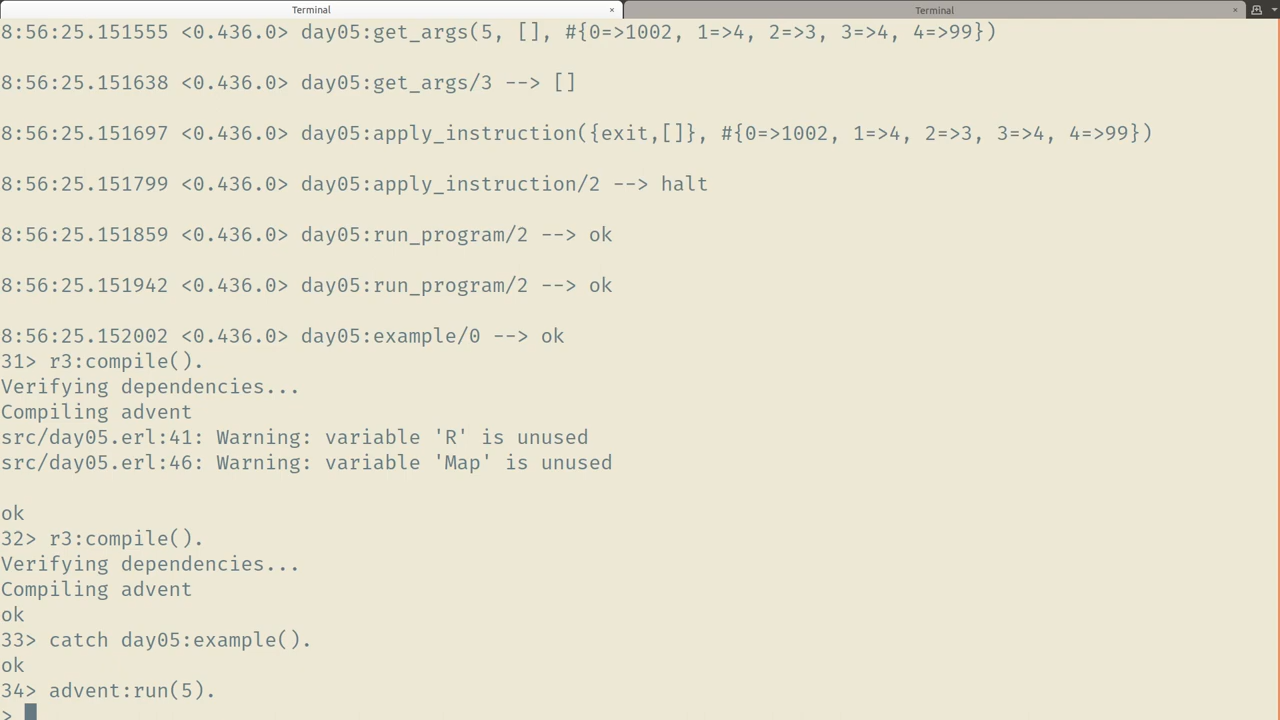 Terminal × Terminal ×
8:56:25.151555 <0.436.0> day05:get_args(5, [], #{0=>1002, 1=>4, 2=>3, 3=>4, 4=>99})
8:56:25.151638 <0.436.0> day05:get_args/3 --> []
8:56:25.151697 <0.436.0> day05:apply_instruction({exit,[]}, #{0=>1002, 1=>4, 2=>3, 3=>4, 4=>99})
8:56:25.151799 <0.436.0> day05:apply_instruction/2 --> halt
8:56:25.151859 <0.436.0> day05:run_program/2 --> ok
8:56:25.151942 <0.436.0> day05:run_program/2 --> ok
8:56:25.152002 <0.436.0> day05:example/0 --> ok
31> r3:compile().
Verifying dependencies...
Compiling advent
src/day05.erl:41: Warning: variable 'R' is unused
src/day05.erl:46: Warning: variable 'Map' is unused
ok
32> r3:compile().
Verifying dependencies...
Compiling advent
ok
33> catch day05:example().
ok
34> advent:run(5).
>